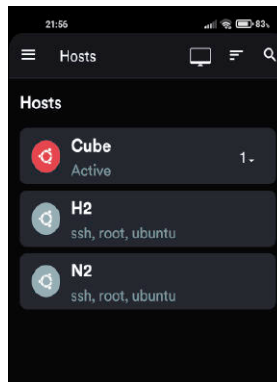 21:56
83%
Hosts
Hosts
Cube
1
Active
H2
ssh, root, ubuntu
N2
ssh, root, ubuntu